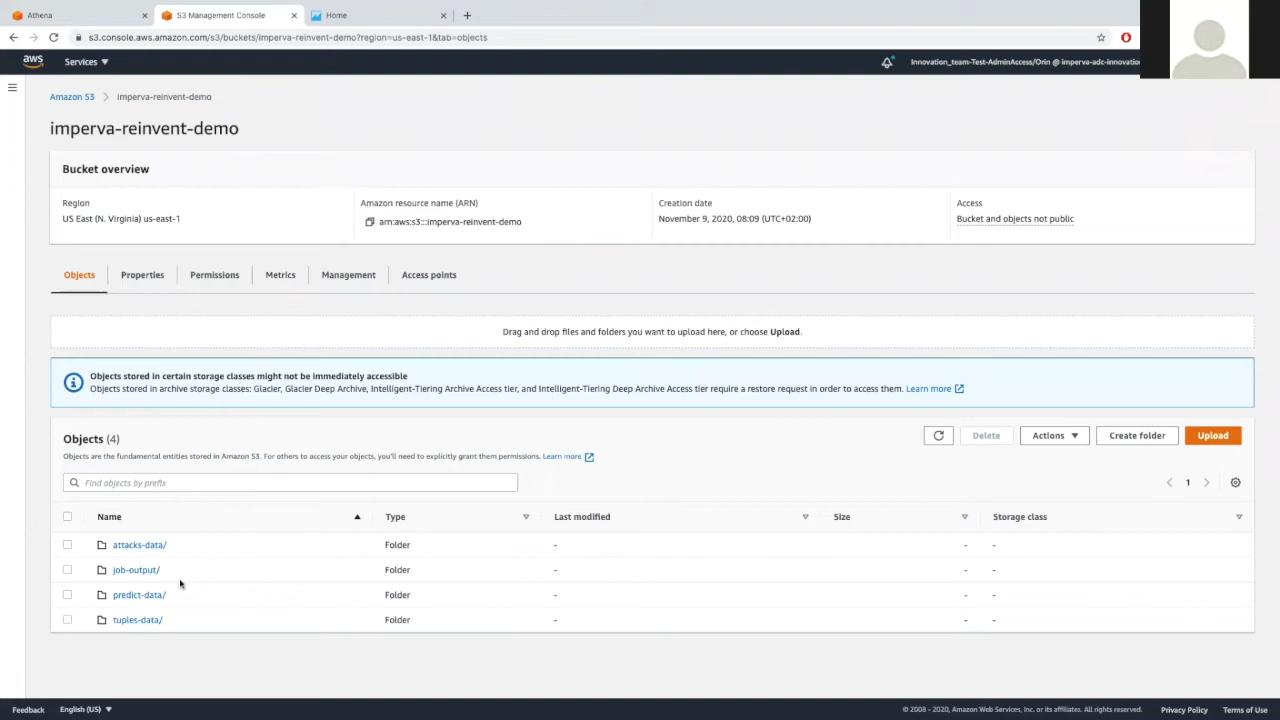 Athena
S3 Management Console
Home
s3.console.aws.amazon.com/s3/buckets/imperva-reinvent-demo?region=us-east-1&tab=objects
aws Services Innovation_team-Test-AdminAccess/Orin @ imperva-adc-innovation
Amazon S3 > imperva-reinvent-demo
imperva-reinvent-demo
Bucket overview
Region Amazon resource name (ARN) Creation date Access
US East (N. Virginia) us-east-1 arn:aws:s3:::imperva-reinvent-demo November 9, 2020, 08:09 (UTC+02:00) Bucket and objects not public
Objects Properties Permissions Metrics Management Access points
Drag and drop files and folders you want to upload here, or choose Upload.
Objects stored in certain storage classes might not be immediately accessible
Objects stored in archive storage classes: Glacier, Glacier Deep Archive, Intelligent-Tiering Archive Access tier, and Intelligent-Tiering Deep Archive Access tier require a restore request in order to access them. Learn more
Objects (4) Delete Actions Create folder Upload
Objects are the fundamental entities stored in Amazon S3. For others to access your objects, you'll need to explicitly grant them permissions. Learn more
Find objects by prefix 1
Name Type Last modified Size Storage class
attacks-data/ Folder - - -
job-output/ Folder - - -
predict-data/ Folder - - -
tuples-data/ Folder - - -
Feedback English (US) © 2008 - 2020, Amazon Web Services, Inc. or its affiliates. All rights reserved. Privacy Policy Terms of Use